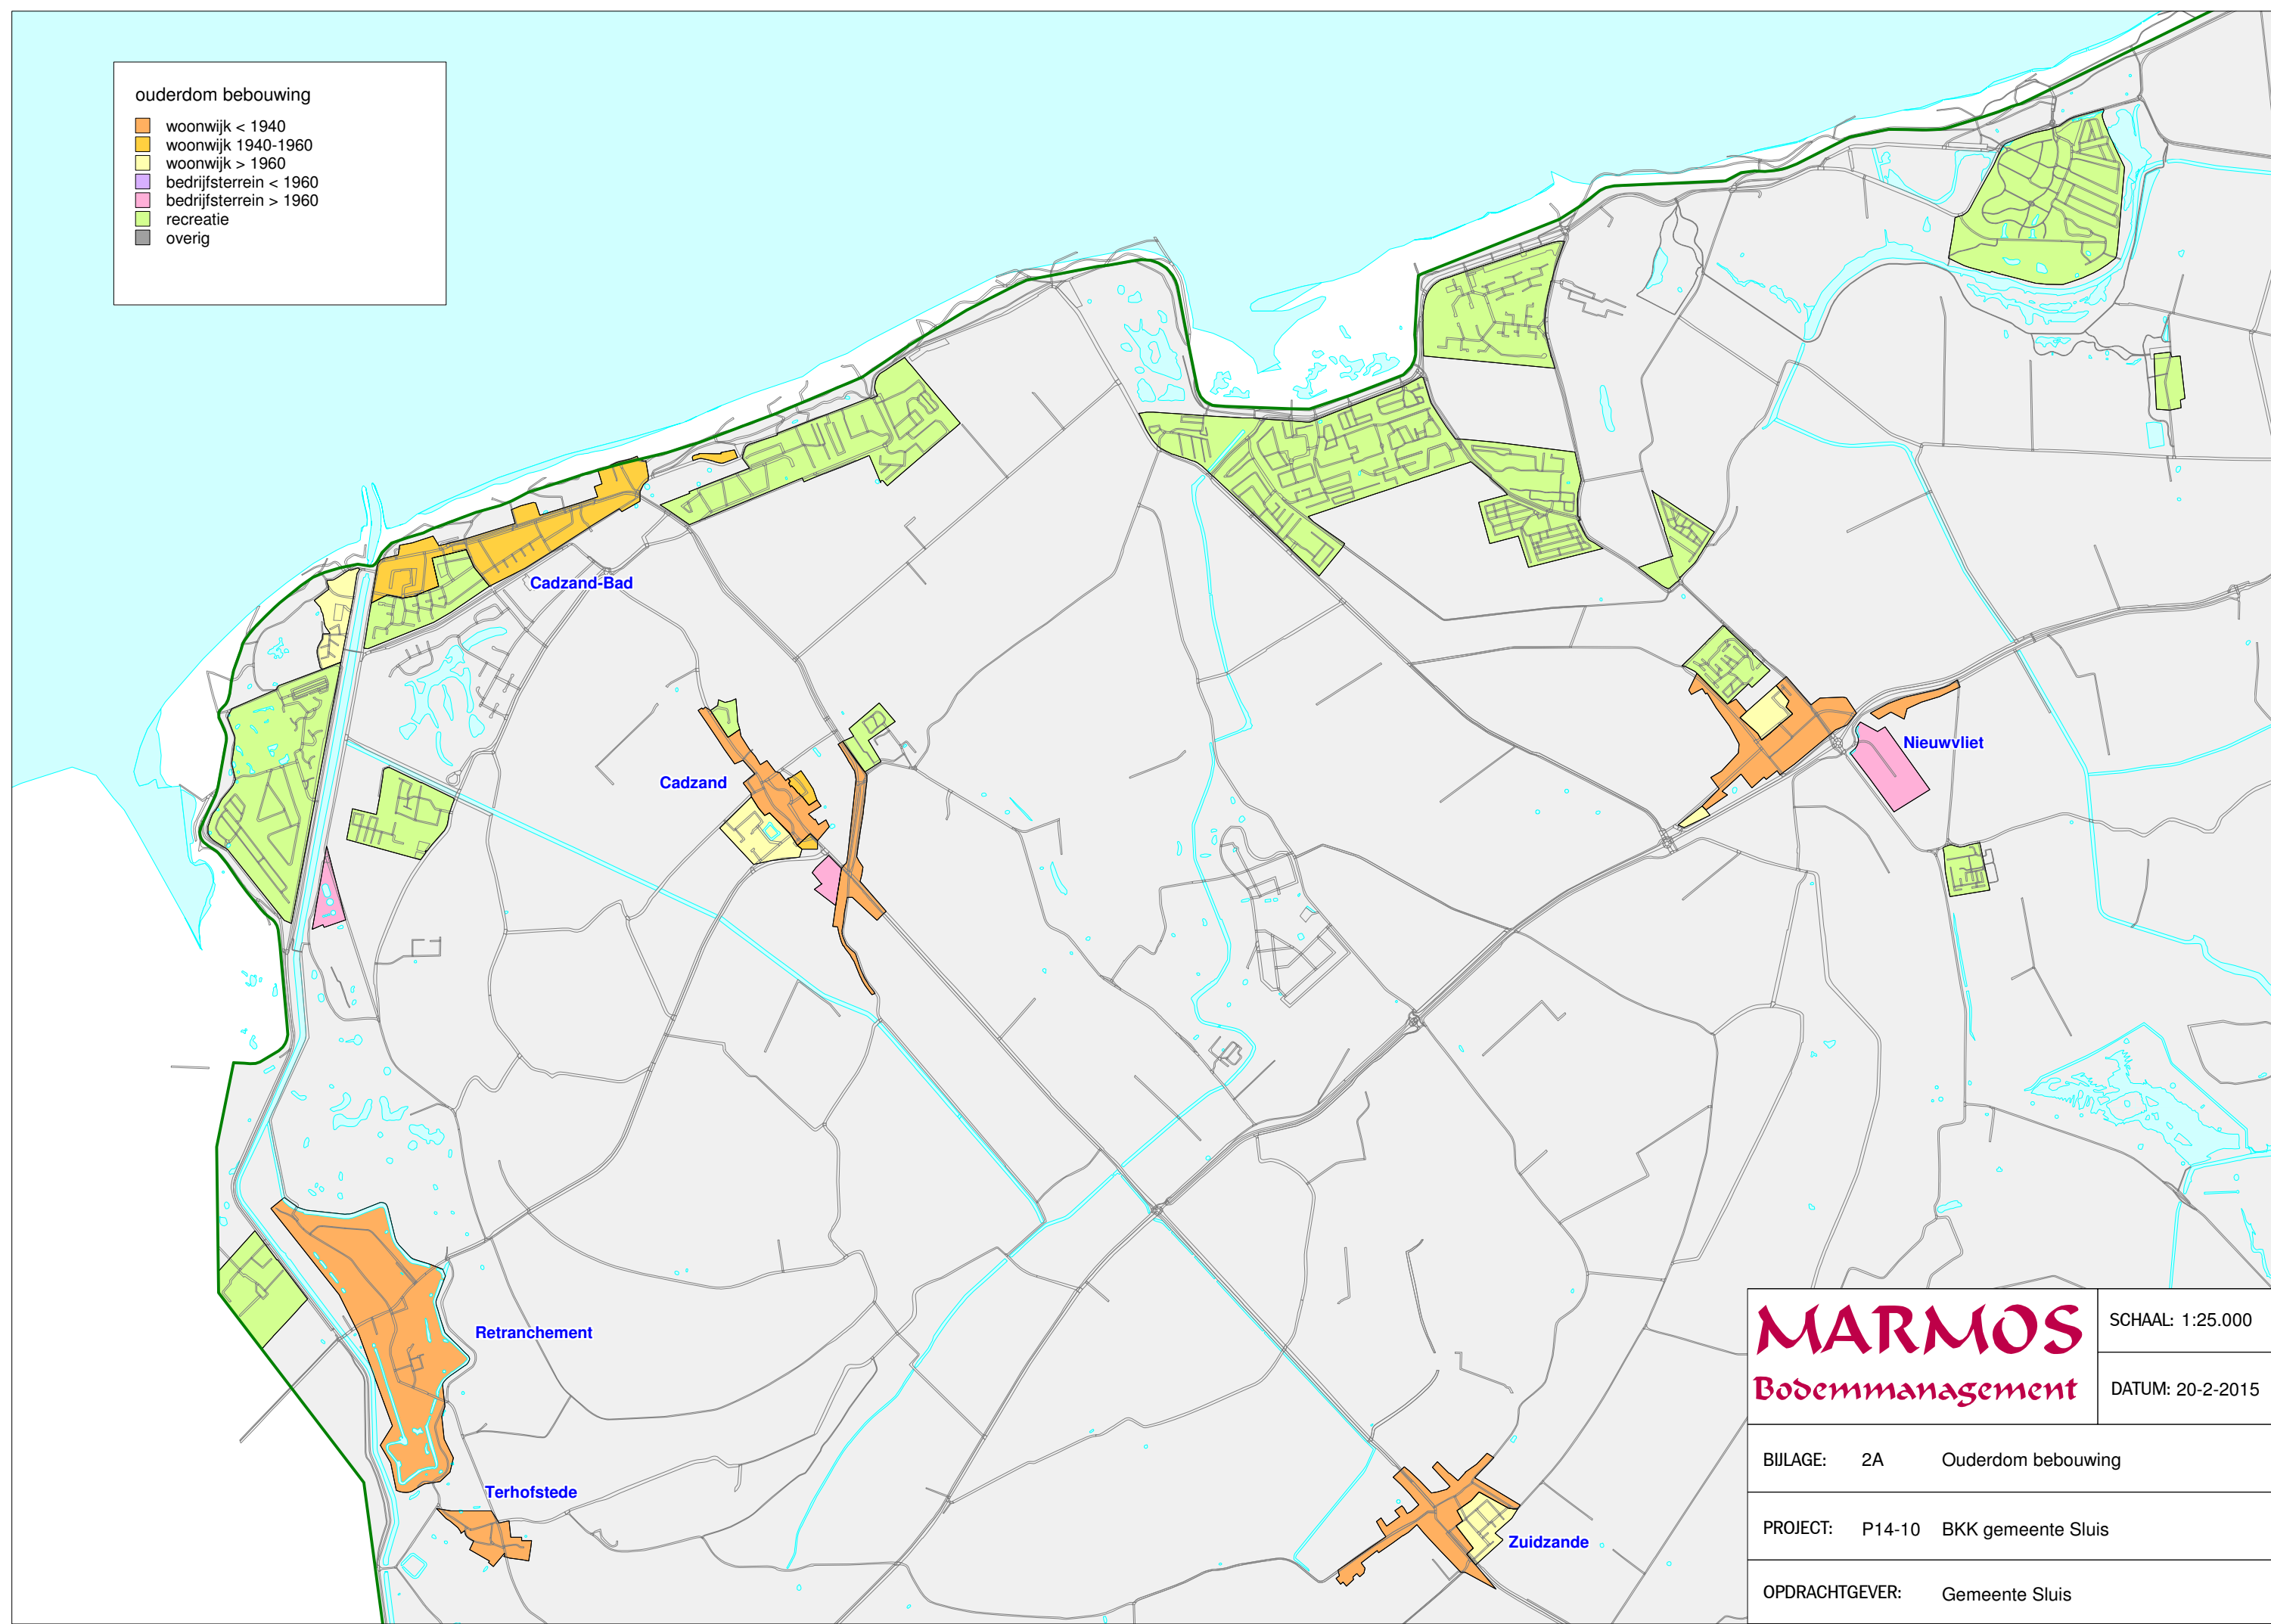 ouderdom bebouwing
woonwijk < 1940
woonwijk 1940-1960
woonwijk > 1960
bedrijfsterrein < 1960
bedrijfsterrein > 1960
recreatie
overig
Cadzand-Bad
Cadzand
Nieuwvliet
Retranchement
Terhofstede
Zuidzande
MARMOS
Bodemmanagement
SCHAAL: 1:25.000
DATUM: 20-2-2015
BIJLAGE: 2A Ouderdom bebouwing
PROJECT: P14-10 BKK gemeente Sluis
OPDRACHTGEVER: Gemeente Sluis